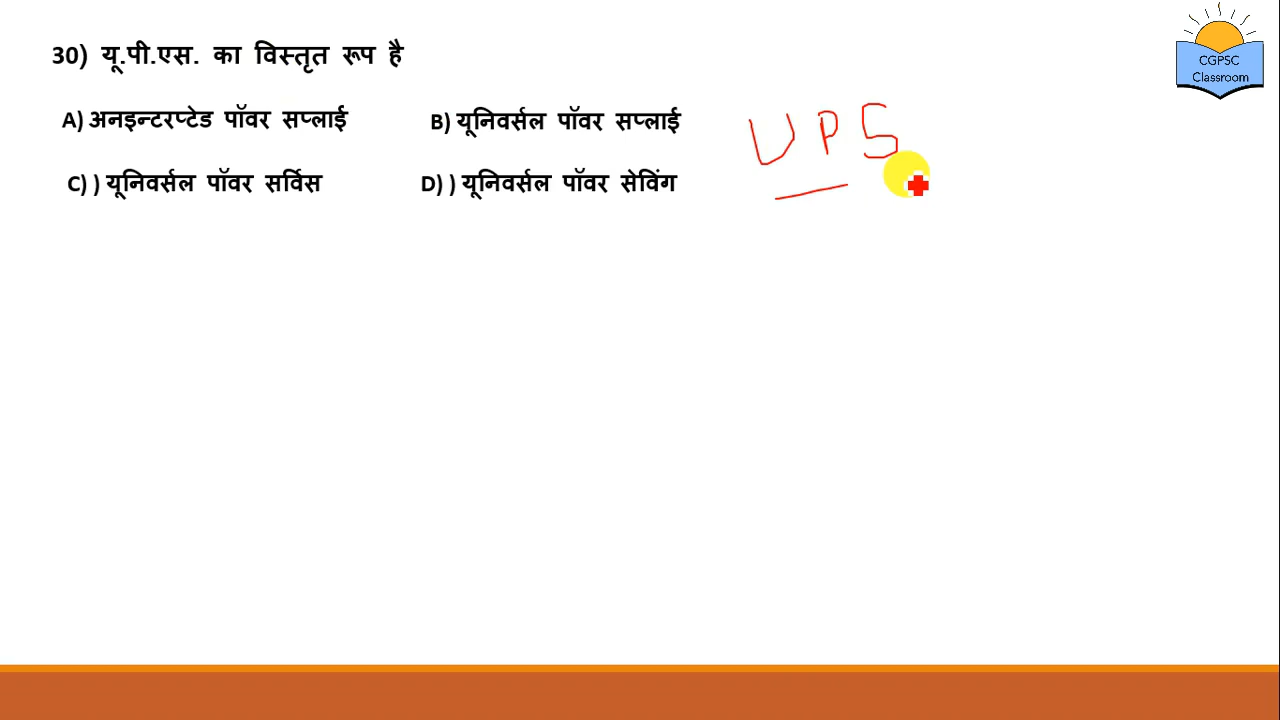 30) यू.पी.एस. का विस्तृत रूप है
A) अनइन्टरप्टेड पॉवर सप्लाई
B) यूनिवर्सल पॉवर सप्लाई
C) ) यूनिवर्सल पॉवर सर्विस
D) ) यूनिवर्सल पॉवर सेविंग
UPS
CGPSC
Classroom